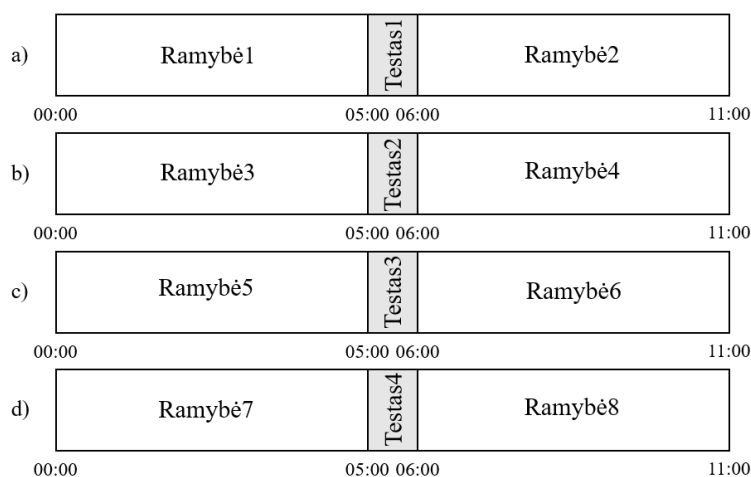 a) Ramybė1 Testas1 Ramybė2
00:00 05:00 06:00 11:00
b) Ramybė3 Testas2 Ramybė4
00:00 05:00 06:00 11:00
c) Ramybė5 Testas3 Ramybė6
00:00 05:00 06:00 11:00
d) Ramybė7 Testas4 Ramybė8
00:00 05:00 06:00 11:00